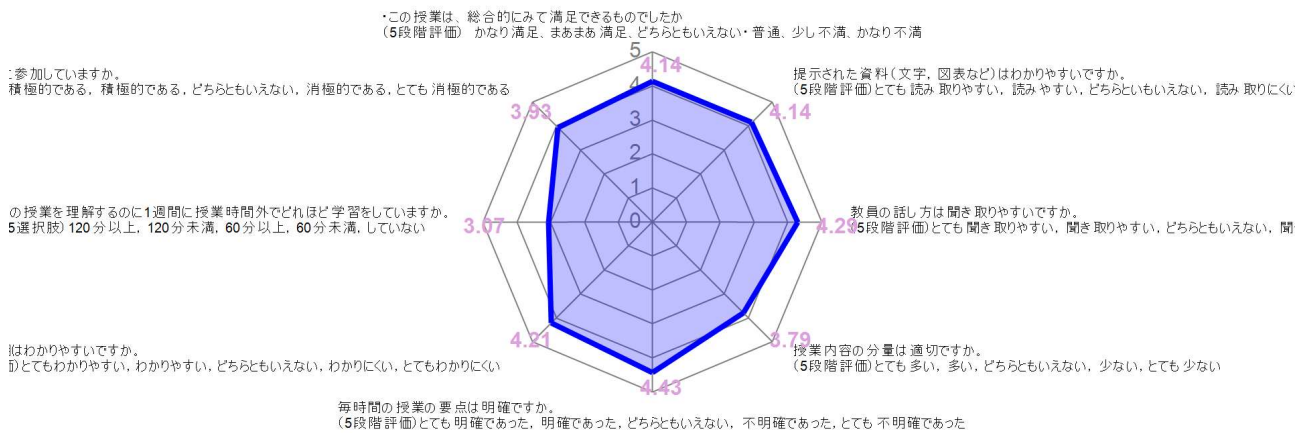 ・この授業は、総合的にみて満足できるものでしたか
(5段階評価) かなり満足、まあまあ満足、どちらともいえない・普通、少し不満、かなり不満
5
4.14
4
3
2
1
0
提示された資料(文字, 図表など)はわかりやすいですか。
(5段階評価)とても読み取りやすい, 読みやすい, どちらといもいえない, 読み取りにくい
4.14
教員の話し方は聞き取りやすいですか。
4.29
5段階評価)とても聞き取りやすい, 聞き取りやすい, どちらともいえない, 聞
3.79
授業内容の分量は適切ですか。
(5段階評価)とても多い, 多い, どちらともいえない, 少ない, とても少ない
4.43
毎時間の授業の要点は明確ですか。
(5段階評価)とても明確であった, 明確であった, どちらともいえない, 不明確であった, とても不明確であった
4.21
はわかりやすいですか。
)とてもわかりやすい, わかりやすい, どちらともいえない, わかりにくい, とてもわかりにくい
の授業を理解するのに1週間に授業時間外でどれほど学習をしていますか。
5選択肢) 120分以上, 120分未満, 60分以上, 60分未満, していない
3.07
に参加していますか。
積極的である, 積極的である, どちらともいえない, 消極的である, とても消極的である
3.93